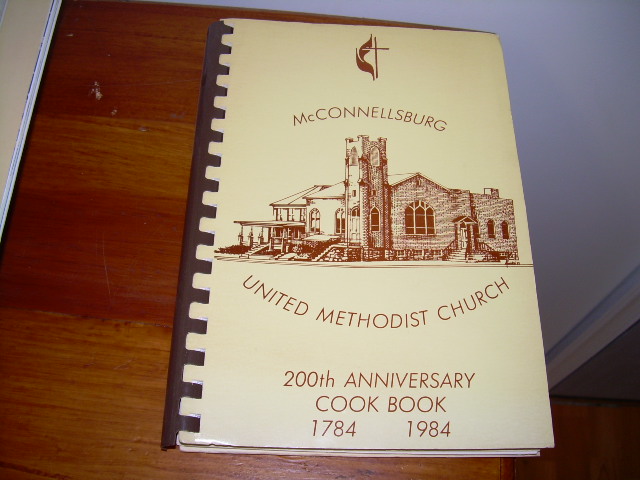 McCONNELLSBURG
UNITED METHODIST CHURCH
200th ANNIVERSARY
COOK BOOK
1784 1984